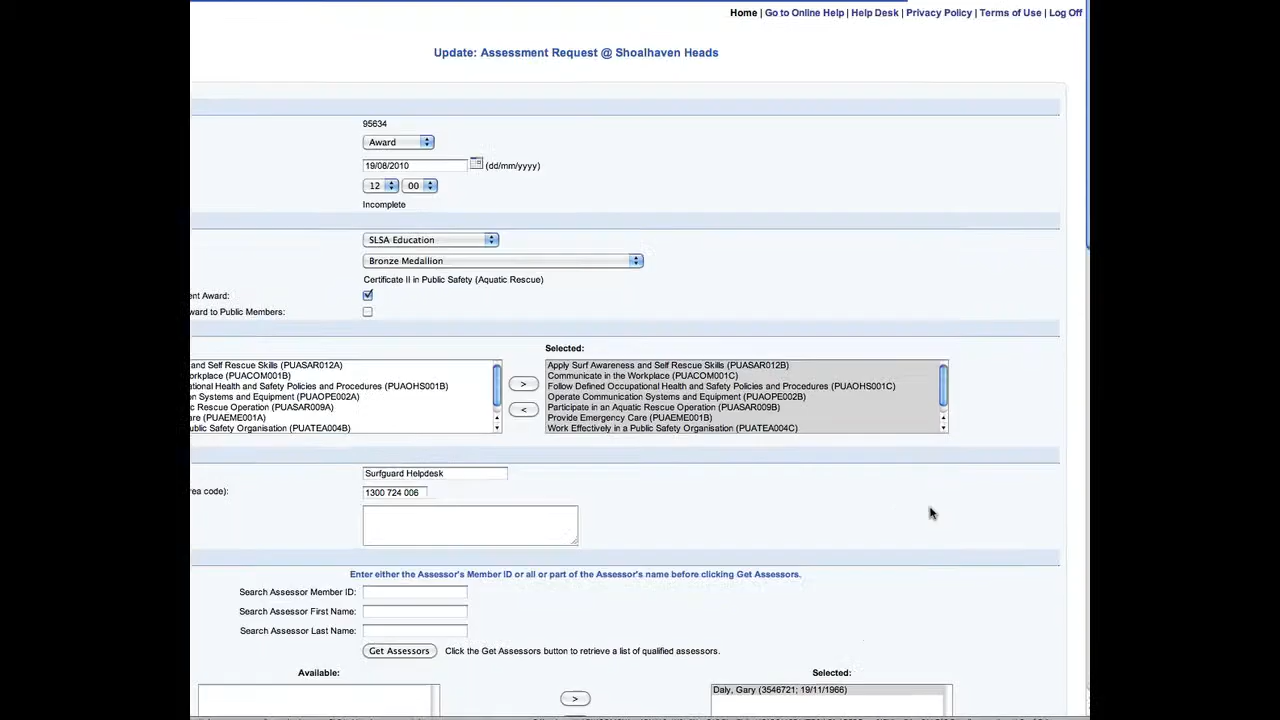 Home | Go to Online Help | Help Desk | Privacy Policy | Terms of Use | Log Off
Update: Assessment Request @ Shoalhaven Heads
95634
Award
19/08/2010 (dd/mm/yyyy)
12 00
Incomplete
SLSA Education
Bronze Medallion
Certificate II in Public Safety (Aquatic Rescue)
ent Award:
ward to Public Members:
Selected:
and Self Rescue Skills (PUASAR012A)
orkplace (PUACOM001B)
ational Health and Safety Policies and Procedures (PUAOHS001B)
n Systems and Equipment (PUAOPE002A)
c Rescue Operation (PUASAR009A)
are (PUAEME001A)
ublic Safety Organisation (PUATEA004B)
>
<
Apply Surf Awareness and Self Rescue Skills (PUASAR012B)
Communicate in the Workplace (PUACOM001C)
Follow Defined Occupational Health and Safety Policies and Procedures (PUAOHS001C)
Operate Communication Systems and Equipment (PUAOPE002B)
Participate in an Aquatic Rescue Operation (PUASAR009B)
Provide Emergency Care (PUAEME001B)
Work Effectively in a Public Safety Organisation (PUATEA004C)
Surfguard Helpdesk
rea code): 1300 724 006
Enter either the Assessor's Member ID or all or part of the Assessor's name before clicking Get Assessors.
Search Assessor Member ID:
Search Assessor First Name:
Search Assessor Last Name:
Get Assessors Click the Get Assessors button to retrieve a list of qualified assessors.
Available: Selected:
> Daly, Gary (3546721; 19/11/1966)